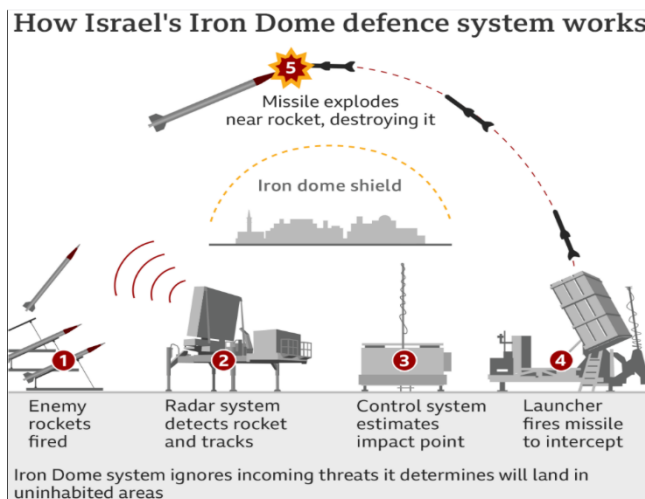 How Israel's Iron Dome defence system works
5
Missile explodes
near rocket, destroying it
Iron dome shield
1
2
3
4
Enemy
rockets
fired
Radar system
detects rocket
and tracks
Control system
estimates
impact point
Launcher
fires missile
to intercept
Iron Dome system ignores incoming threats it determines will land in
uninhabited areas